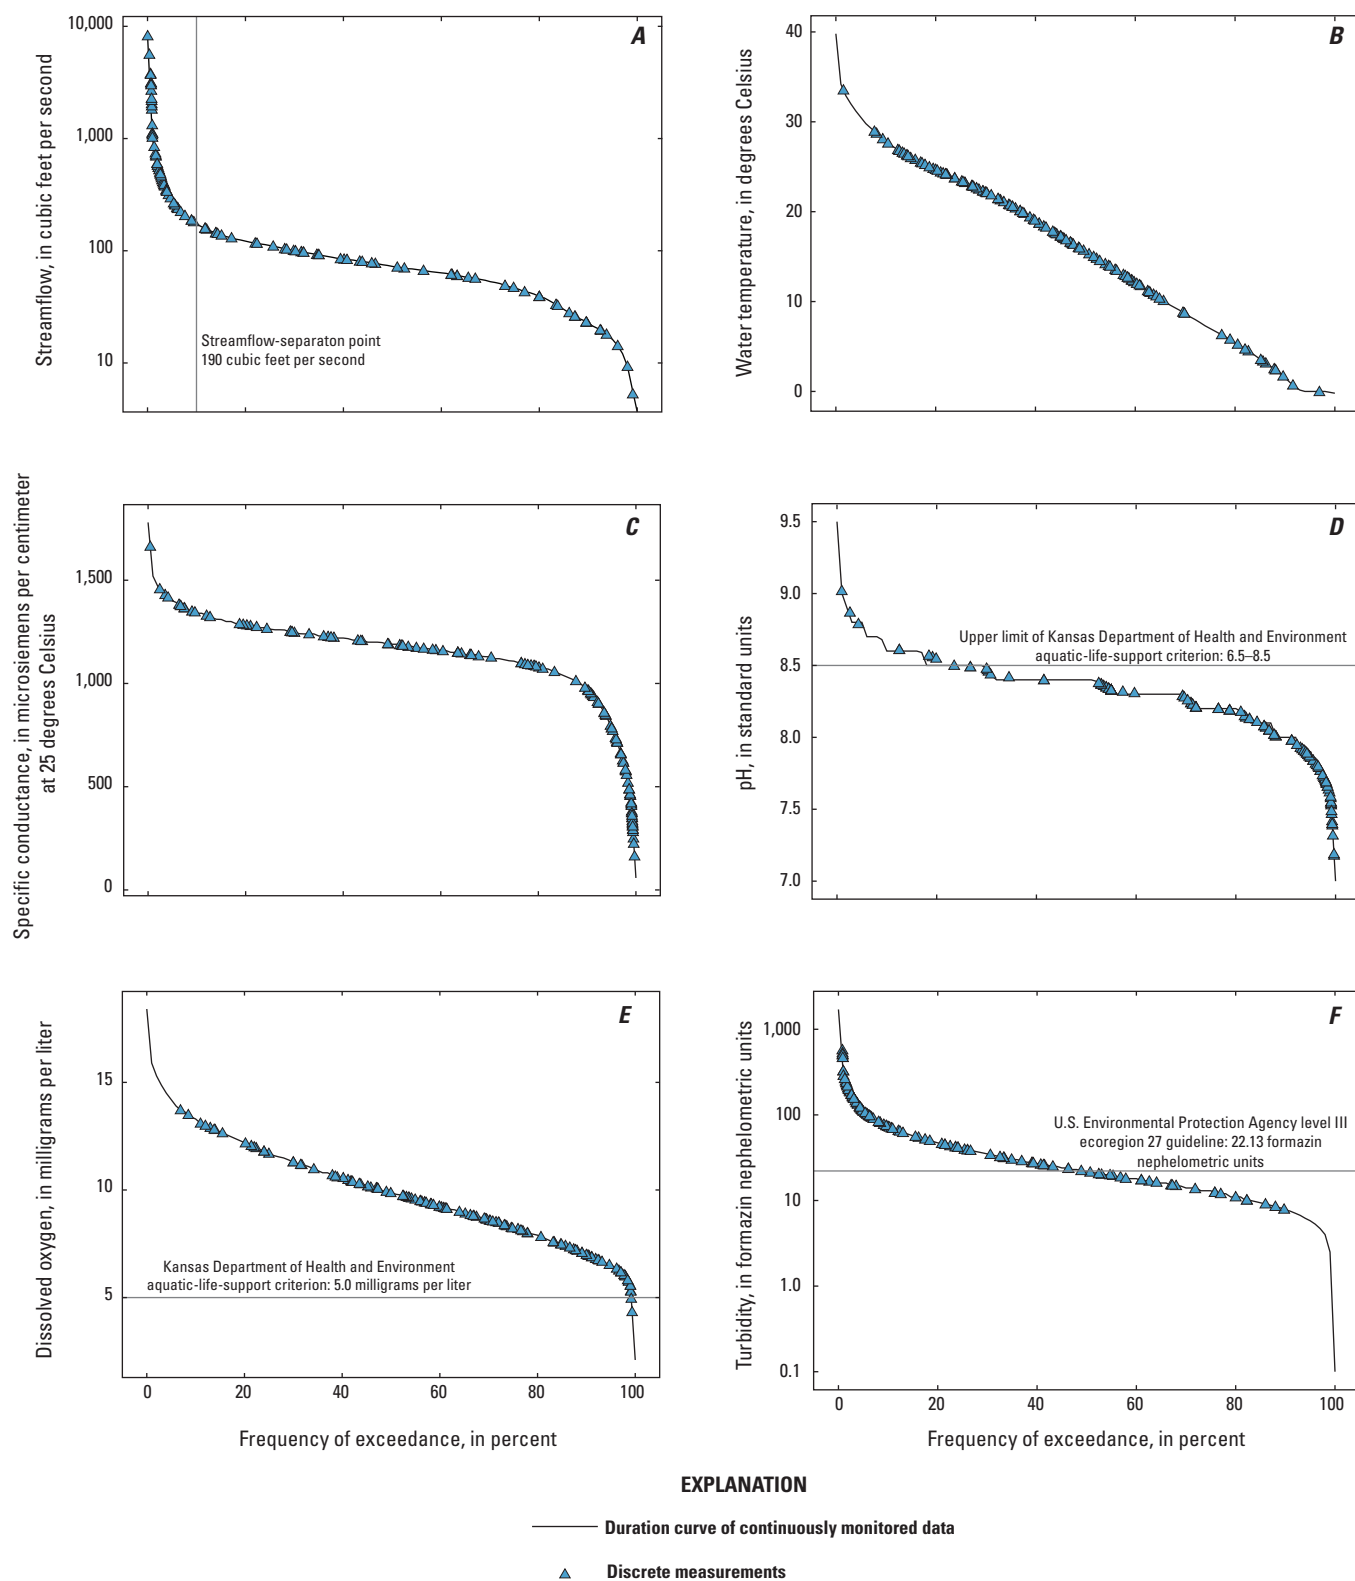 A
Streamflow, in cubic feet per second
10,000
1,000
100
10
Streamflow-separaton point
190 cubic feet per second
B
Water temperature, in degrees Celsius
40
30
20
10
0
C
Specific conductance, in microsiemens per centimeter
at 25 degrees Celsius
1,500
1,000
500
0
D
pH, in standard units
9.5
9.0
8.5
8.0
7.5
7.0
Upper limit of Kansas Department of Health and Environment
aquatic-life-support criterion: 6.5–8.5
E
Dissolved oxygen, in milligrams per liter
15
10
5
Kansas Department of Health and Environment
aquatic-life-support criterion: 5.0 milligrams per liter
0 20 40 60 80 100
Frequency of exceedance, in percent
F
Turbidity, in formazin nephelometric units
1,000
100
10
1.0
0.1
U.S. Environmental Protection Agency level III
ecoregion 27 guideline: 22.13 formazin
nephelometric units
0 20 40 60 80 100
Frequency of exceedance, in percent
EXPLANATION
Duration curve of continuously monitored data
Discrete measurements